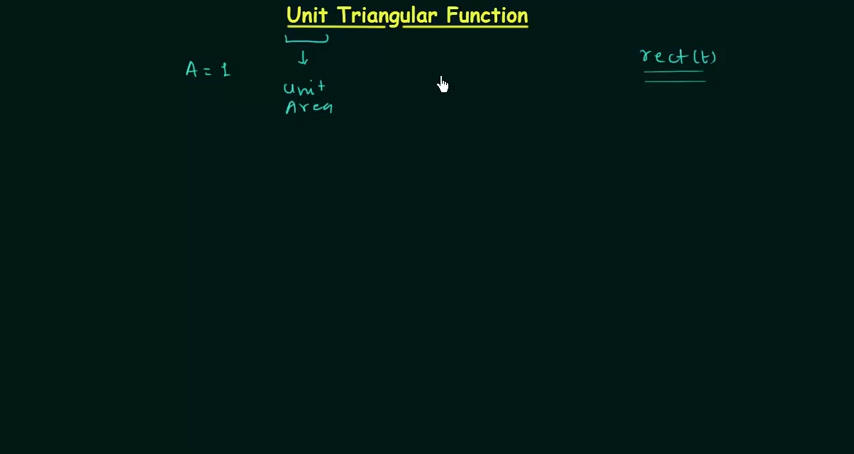 Unit Triangular Function
A = 1
unit
Area
rect(t)